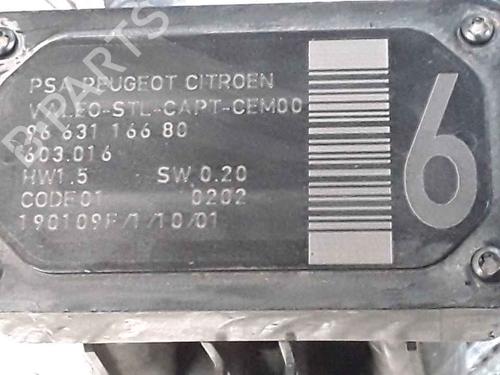 PSA PEUGEOT CITROEN
VALEO-STL-CAPT-CEM00
96 631 166 80
603.016
HW1.5 SW 0.20
CODE01 0202
190109F/1/10/01
6
B-PARTS